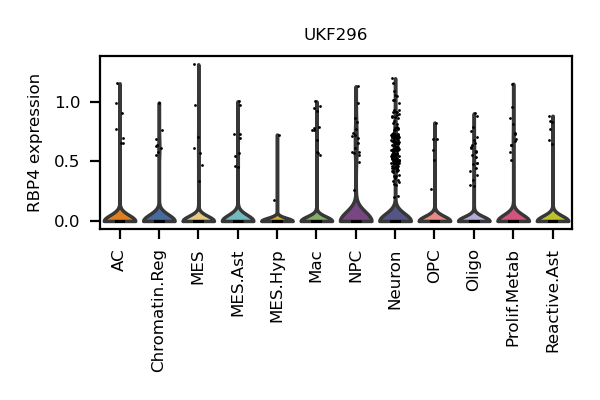 UKF296
RBP4 expression
1.0
0.5
0.0
AC
Chromatin.Reg
MES
MES.Ast
MES.Hyp
Mac
NPC
Neuron
OPC
Oligo
Prolif.Metab
Reactive.Ast